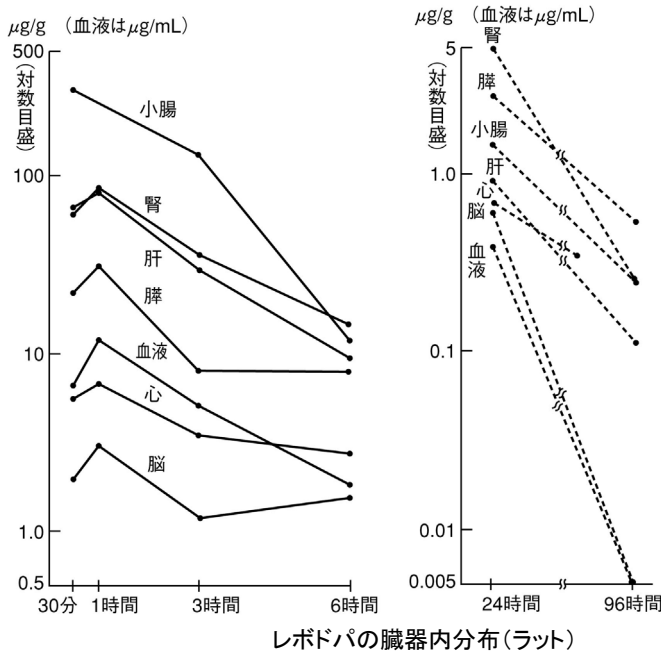 μg/g （血液はμg/mL）
500
（対数目盛）
100
10
1.0
0.5
小腸
腎
肝
膵
血液
心
脳
30分
1時間
3時間
6時間
μg/g （血液はμg/mL）
5
（対数目盛）
1.0
0.1
0.01
0.005
腎
膵
小腸
肝
心
脳
血液
24時間
96時間
レボドパの臓器内分布（ラット）